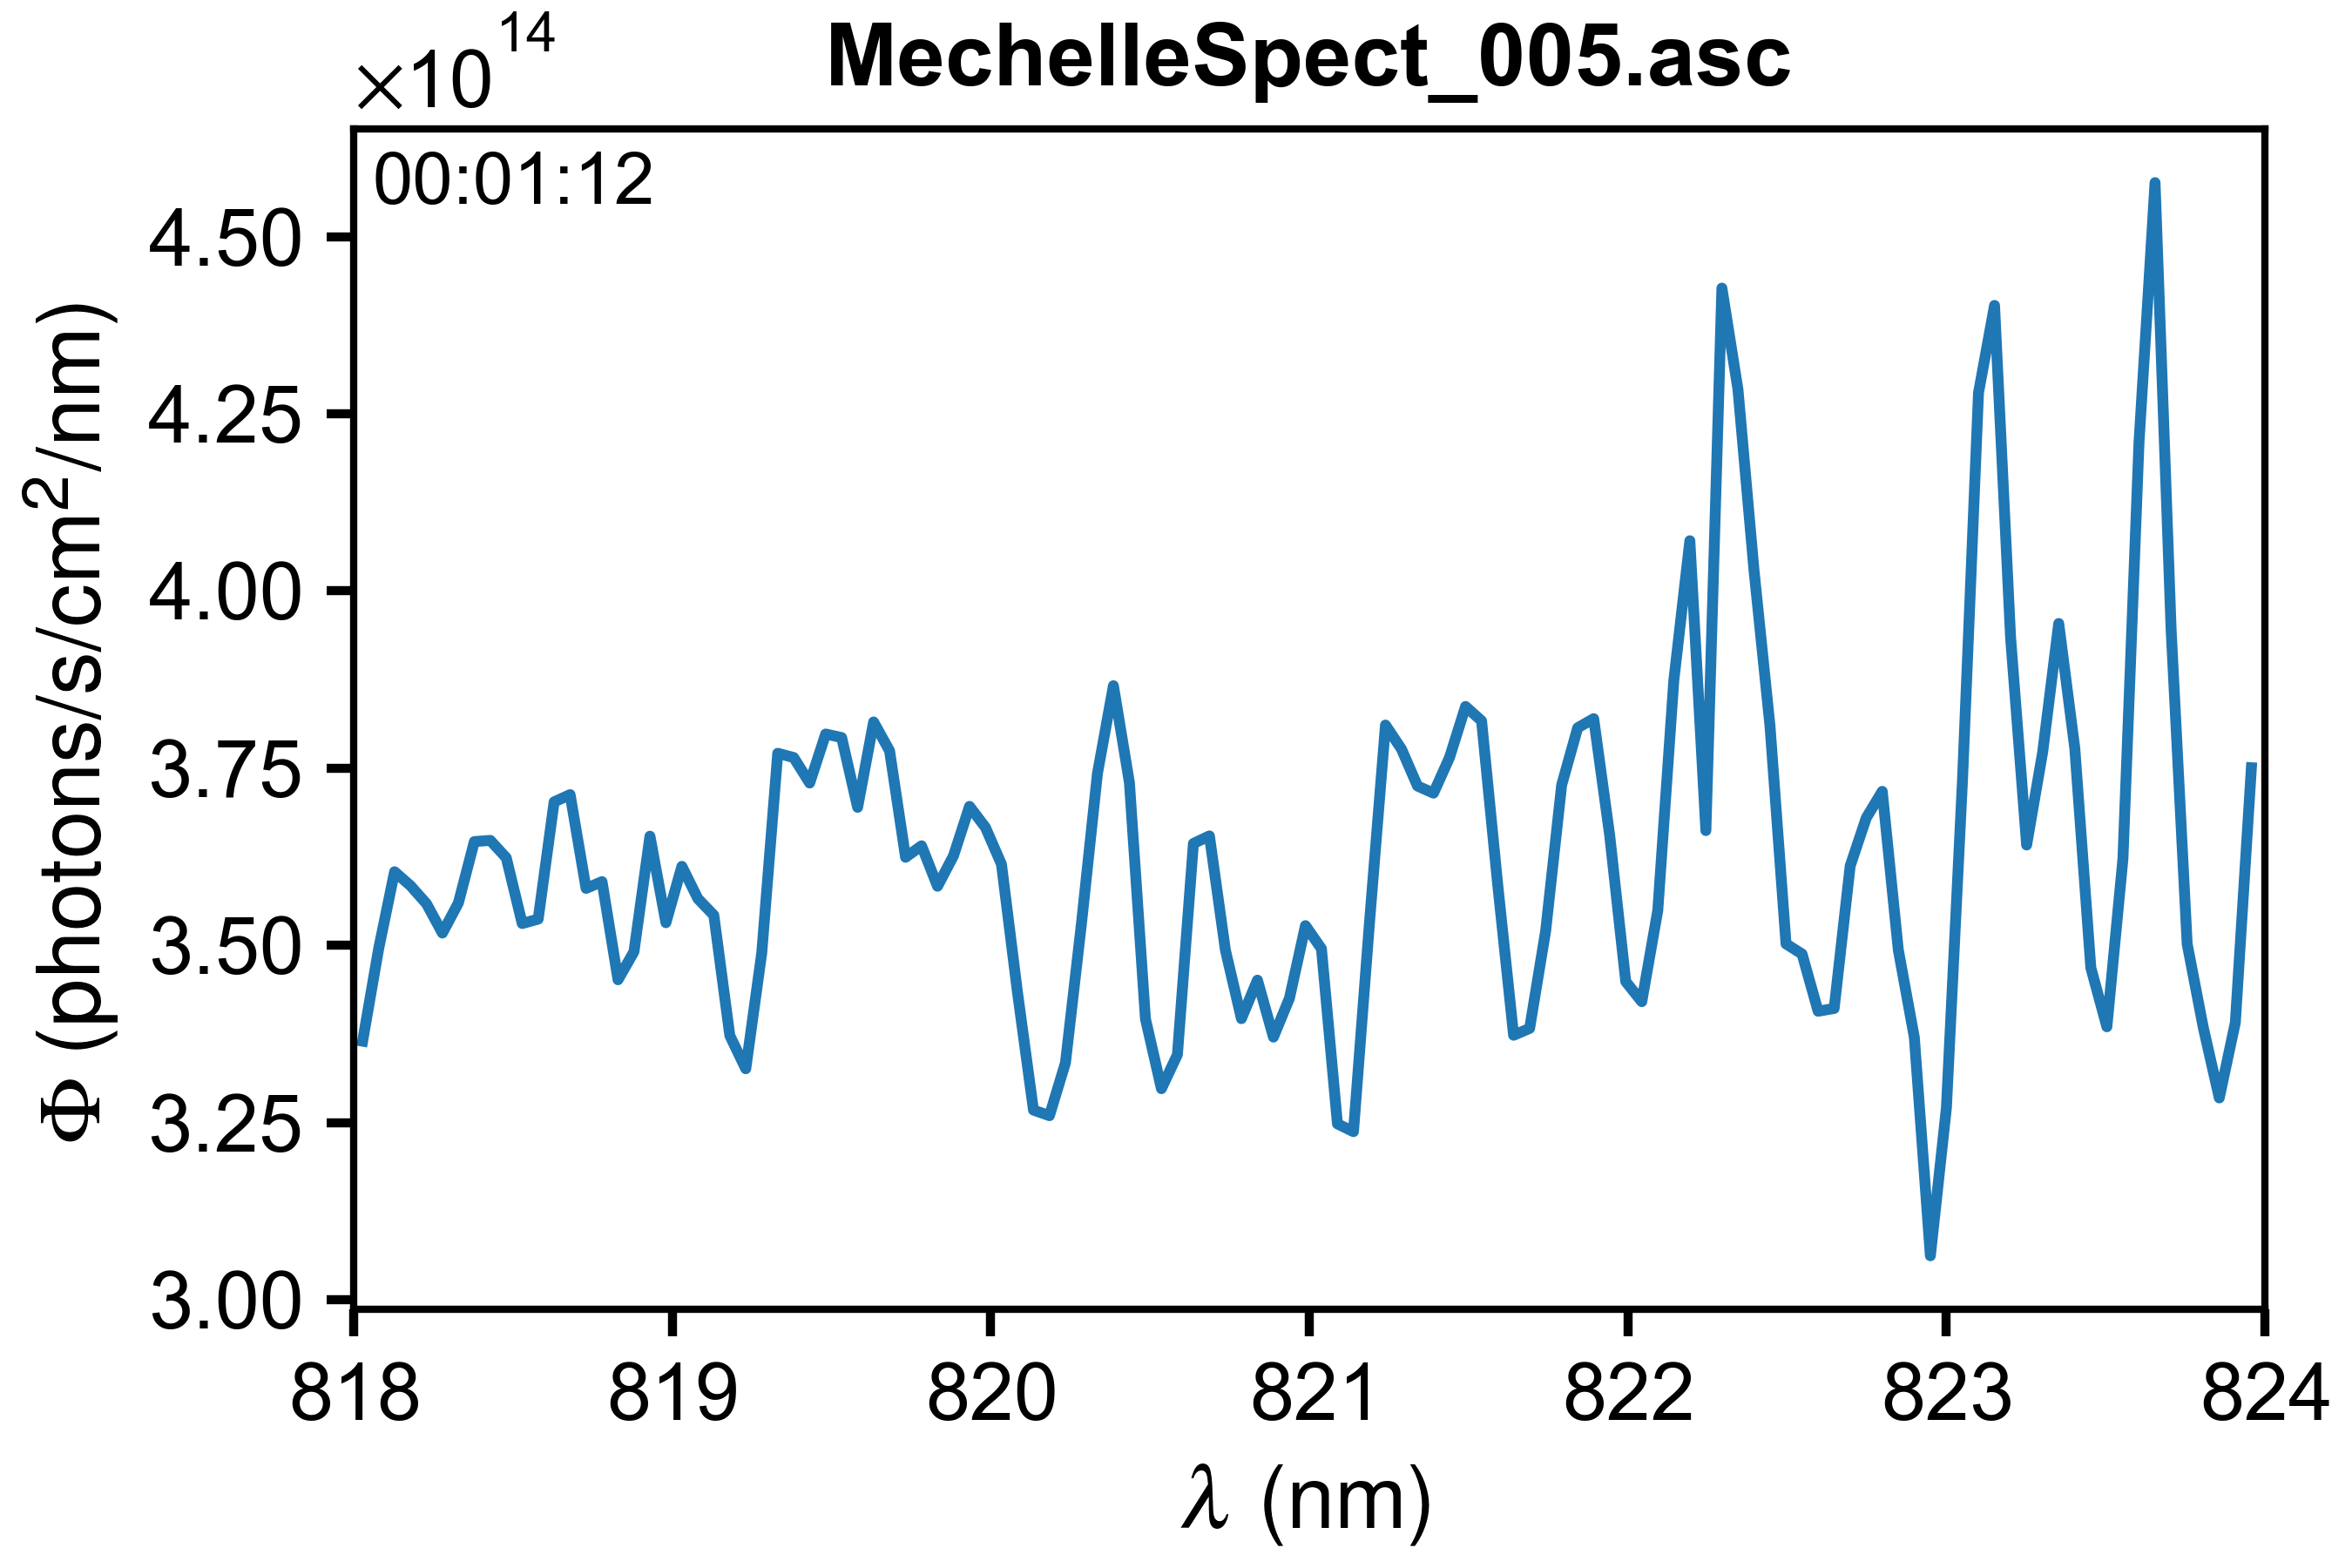 ×10^14
MechelleSpect_005.asc
00:01:12
4.50
4.25
4.00
3.75
3.50
3.25
3.00
Φ (photons/s/cm²/nm)
818 819 820 821 822 823 824
λ (nm)